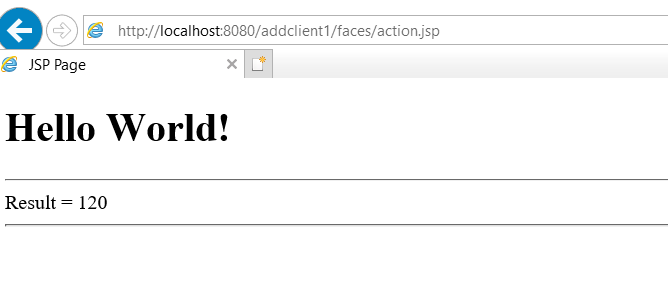 http://localhost:8080/addclient1/faces/action.jsp
JSP Page
Hello World!
Result = 120